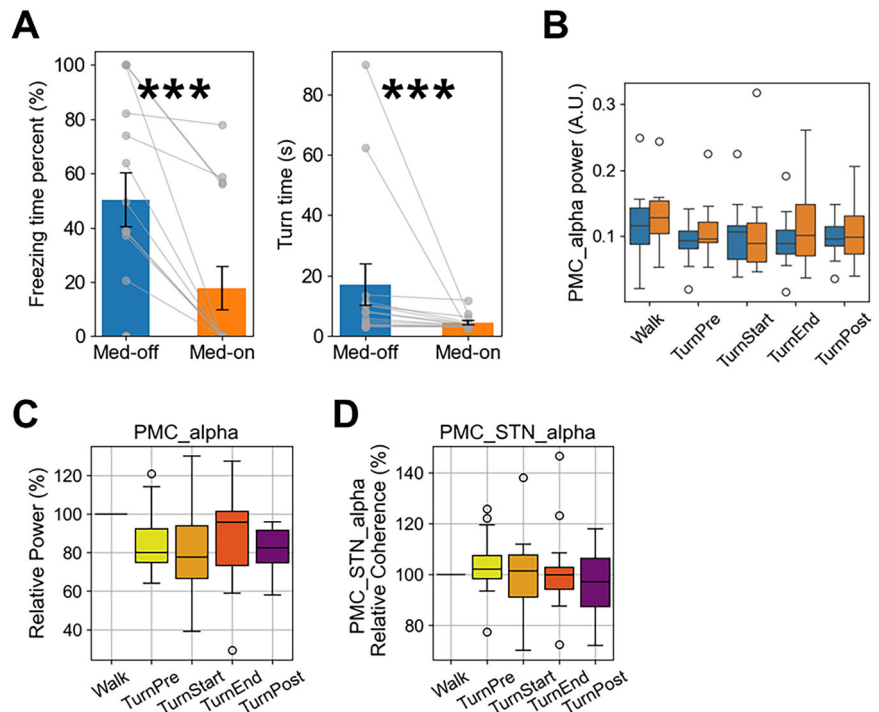 A
Freezing time percent (%)
100
80
60
40
20
0
***
Med-off
Med-on
Turn time (s)
80
60
40
20
0
***
Med-off
Med-on
B
PMC_alpha power (A.U.)
0.3
0.2
0.1
Walk
TurnPre
TurnStart
TurnEnd
TurnPost
C
PMC_alpha
Relative Power (%)
120
100
80
60
40
Walk
TurnPre
TurnStart
TurnEnd
TurnPost
D
PMC_STN_alpha
PMC_STN_alpha
Relative Coherence (%)
140
120
100
80
Walk
TurnPre
TurnStart
TurnEnd
TurnPost